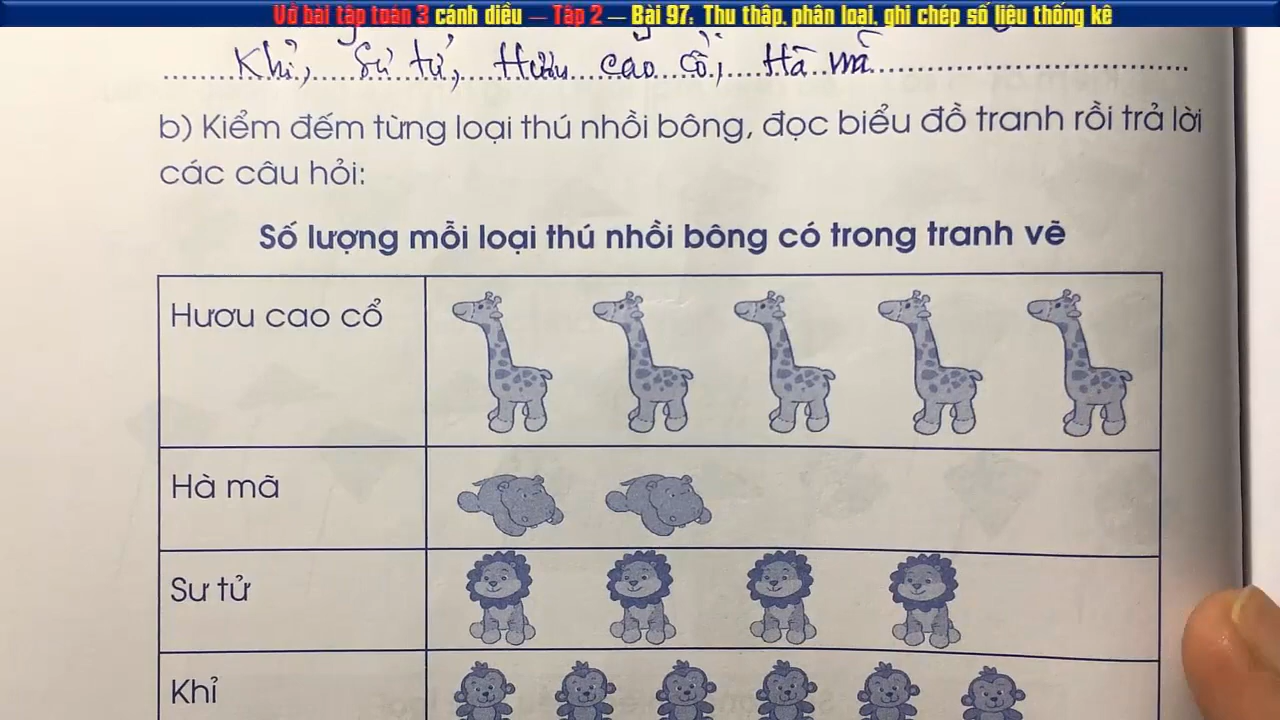 Vở bài tập toán 3 cánh diều – Tập 2 – Bài 97: Thu thập, phân loại, ghi chép số liệu thống kê
Khỉ, sư tử, Hươu cao cổ, Hà mã
b) Kiểm đếm từng loại thú nhồi bông, đọc biểu đồ tranh rồi trả lời
các câu hỏi:
Số lượng mỗi loại thú nhồi bông có trong tranh vẽ
Hươu cao cổ
Hà mã
Sư tử
Khỉ